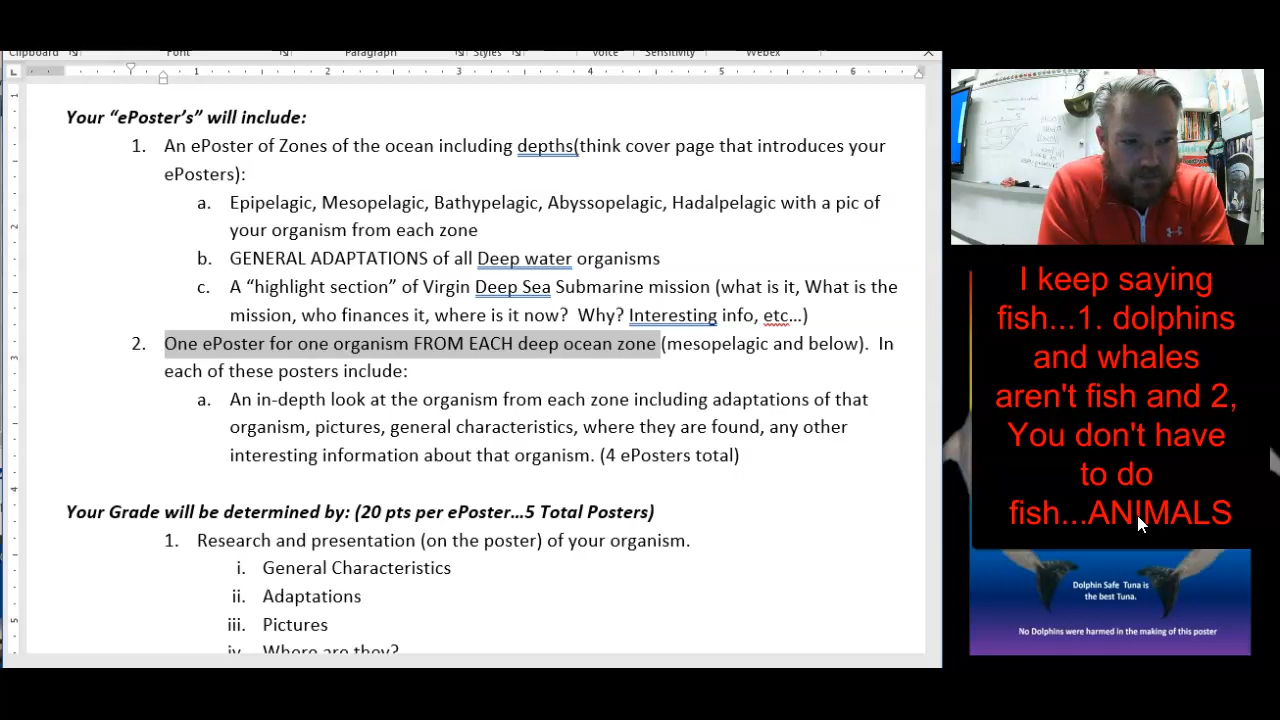 Clipboard Font Paragraph Styles Voice Sensitivity Webex
1 2 3 4 5 6
Your “ePoster’s” will include:
1. An ePoster of Zones of the ocean including depths(think cover page that introduces your
ePosters):
a. Epipelagic, Mesopelagic, Bathypelagic, Abyssopelagic, Hadalpelagic with a pic of
your organism from each zone
b. GENERAL ADAPTATIONS of all Deep water organisms
c. A “highlight section” of Virgin Deep Sea Submarine mission (what is it, What is the
mission, who finances it, where is it now?  Why? Interesting info, etc…)
2. One ePoster for one organism FROM EACH deep ocean zone (mesopelagic and below).  In
each of these posters include:
a. An in-depth look at the organism from each zone including adaptations of that
organism, pictures, general characteristics, where they are found, any other
interesting information about that organism. (4 ePosters total)
Your Grade will be determined by: (20 pts per ePoster…5 Total Posters)
1. Research and presentation (on the poster) of your organism.
i. General Characteristics
ii. Adaptations
iii. Pictures
iv. Where are they?
I keep saying
fish...1. dolphins
and whales
aren't fish and 2,
You don't have
to do
fish...ANIMALS
Dolphin Safe Tuna is
the best Tuna.
No Dolphins were harmed in the making of this poster